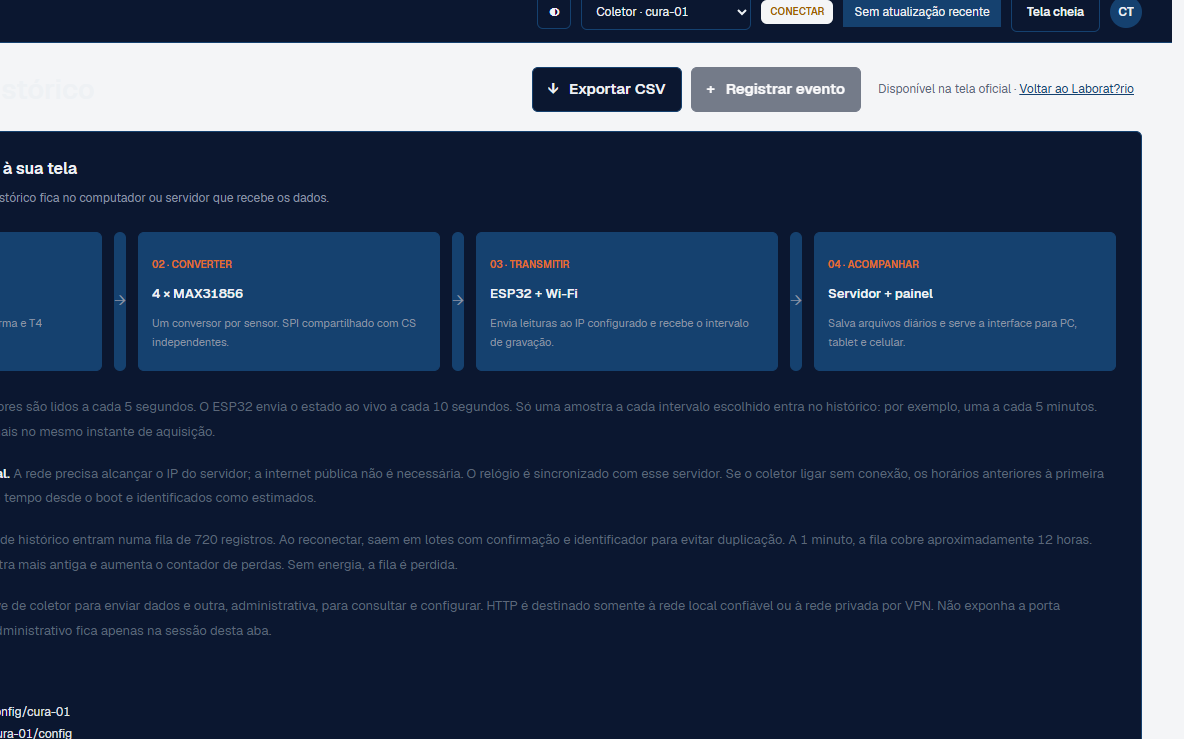 Coletor · cura-01
CONECTAR
Sem atualização recente
Tela cheia
CT
stórico
Exportar CSV
+ Registrar evento
Disponível na tela oficial · Voltar ao Laborat?rio
à sua tela
stórico fica no computador ou servidor que recebe os dados.
rma e T4
→
02 · CONVERTER
4 × MAX31856
Um conversor por sensor. SPI compartilhado com CS
independentes.
→
03 · TRANSMITIR
ESP32 + Wi-Fi
Envia leituras ao IP configurado e recebe o intervalo
de gravação.
→
04 · ACOMPANHAR
Servidor + painel
Salva arquivos diários e serve a interface para PC,
tablet e celular.
ores são lidos a cada 5 segundos. O ESP32 envia o estado ao vivo a cada 10 segundos. Só uma amostra a cada intervalo escolhido entra no histórico: por exemplo, uma a cada 5 minutos.
ais no mesmo instante de aquisição.
al. A rede precisa alcançar o IP do servidor; a internet pública não é necessária. O relógio é sincronizado com esse servidor. Se o coletor ligar sem conexão, os horários anteriores à primeira
tempo desde o boot e identificados como estimados.
de histórico entram numa fila de 720 registros. Ao reconectar, saem em lotes com confirmação e identificador para evitar duplicação. A 1 minuto, a fila cobre aproximadamente 12 horas.
tra mais antiga e aumenta o contador de perdas. Sem energia, a fila é perdida.
ve de coletor para enviar dados e outra, administrativa, para consultar e configurar. HTTP é destinado somente à rede local confiável ou à rede privada por VPN. Não exponha a porta
dministrativo fica apenas na sessão desta aba.
onfig/cura-01
ura-01/config